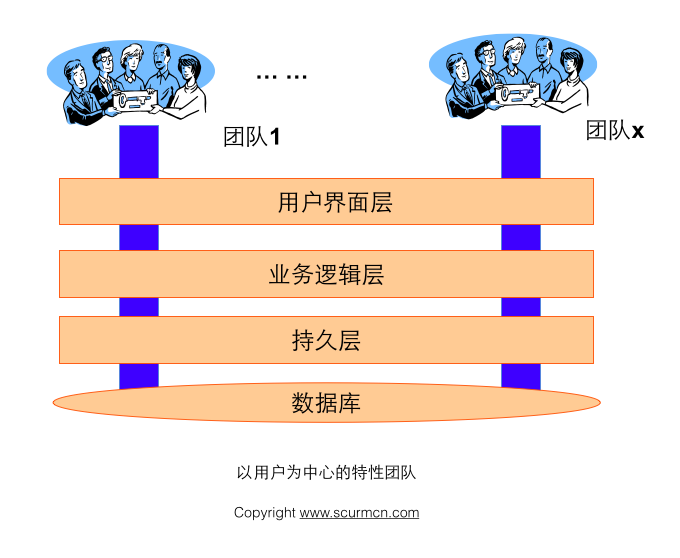 ... ...
团队1
团队x
用户界面层
业务逻辑层
持久层
数据库
以用户为中心的特性团队
Copyright www.scurmcn.com